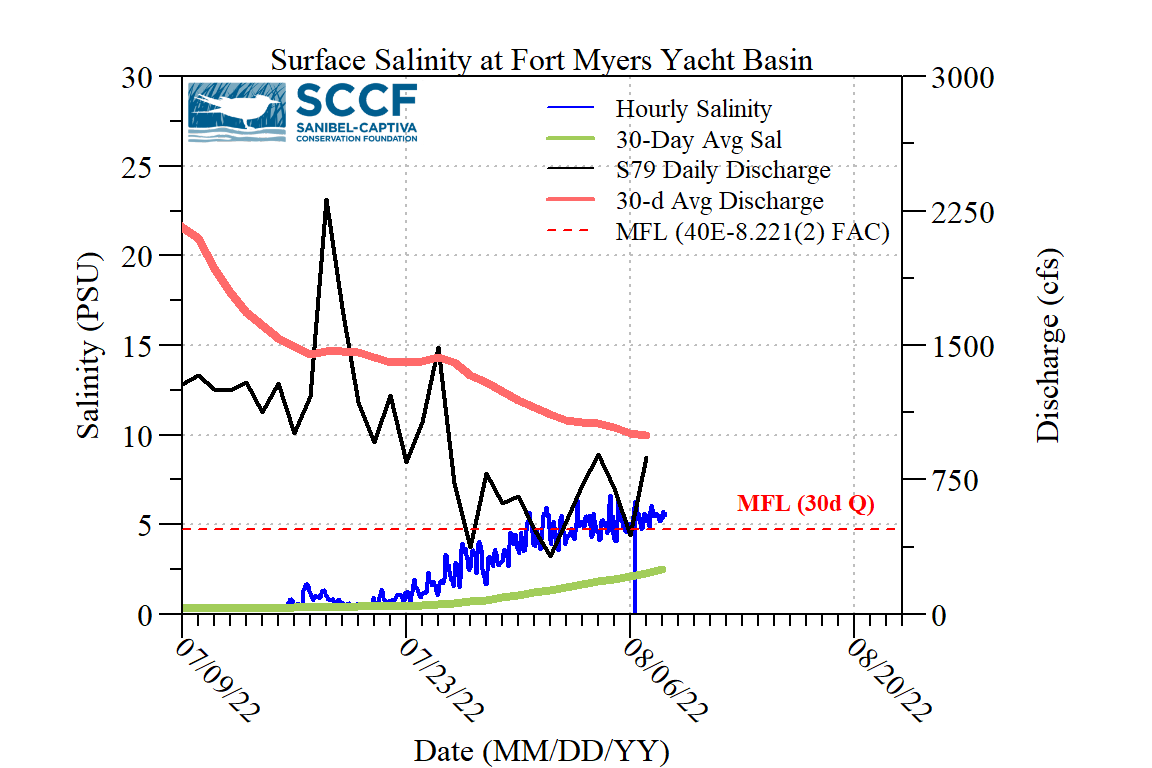 Surface Salinity at Fort Myers Yacht Basin
SCCF
SANIBEL-CAPTIVA
CONSERVATION FOUNDATION
Hourly Salinity
30-Day Avg Sal
S79 Daily Discharge
30-d Avg Discharge
MFL (40E-8.221(2) FAC)
Salinity (PSU)
30
25
20
15
10
5
0
3000
2250
1500
750
0
Discharge (cfs)
MFL (30d Q)
07/09/22
07/23/22
08/06/22
08/20/22
Date (MM/DD/YY)